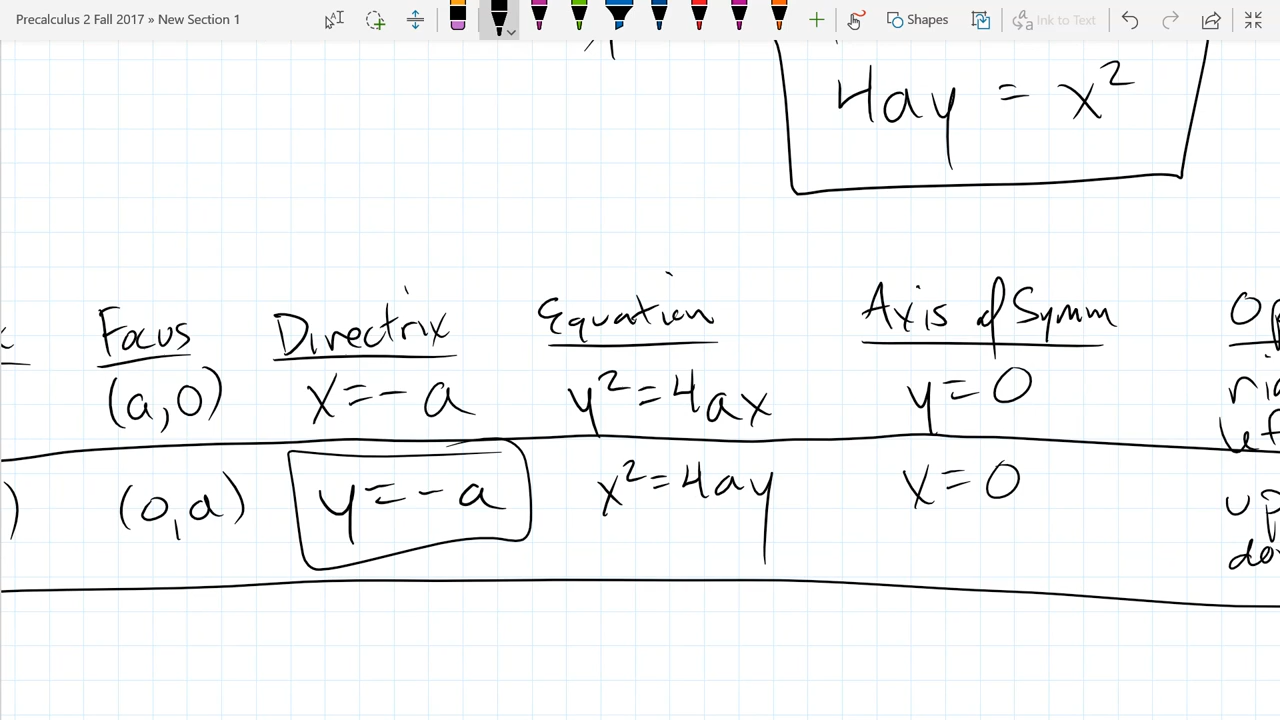 Precalculus 2 Fall 2017 » New Section 1
Shapes
Ink to Text
4ay = x²
Focus Directrix Equation Axis of Symm
(a,0) x=-a y²=4ax y=0
(0,a) y=-a x²=4ay x=0
up